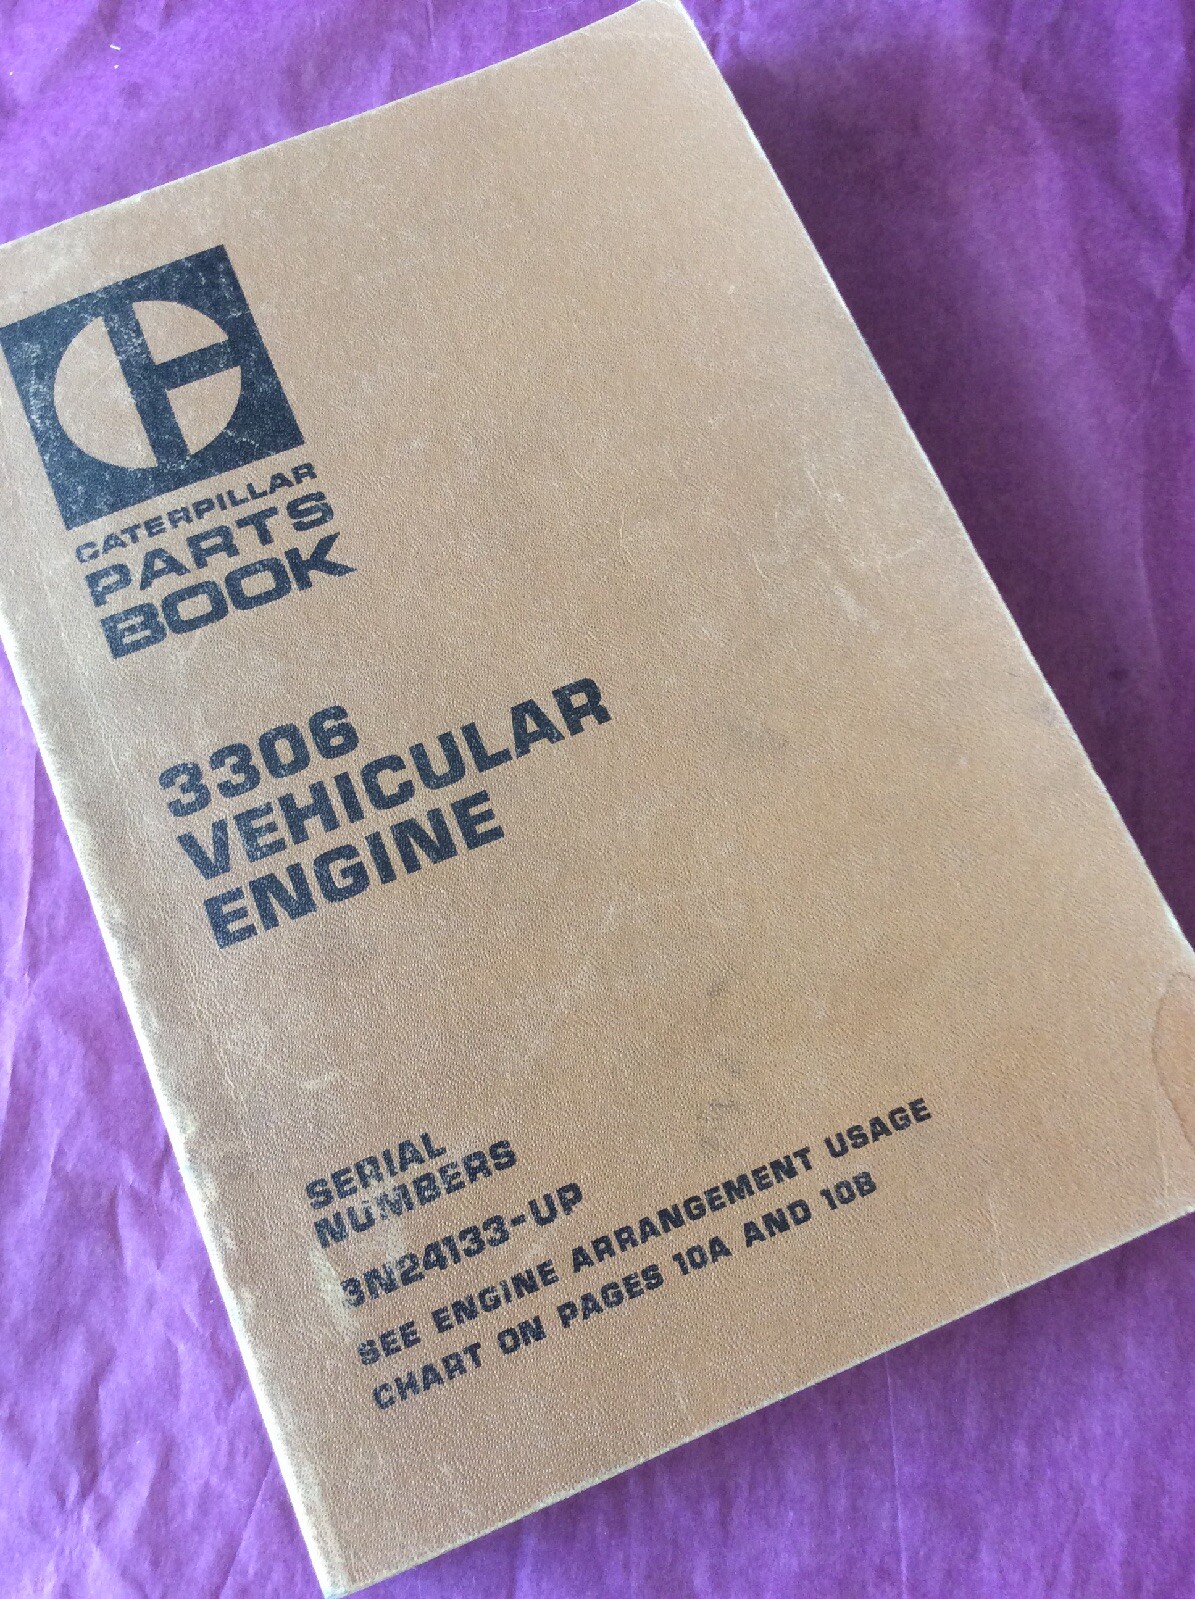 CATERPILLAR
PARTS
BOOK
3306
VEHICULAR
ENGINE
SERIAL
NUMBERS
3N24133-UP
SEE ENGINE ARRANGEMENT USAGE
CHART ON PAGES 10A AND 10B